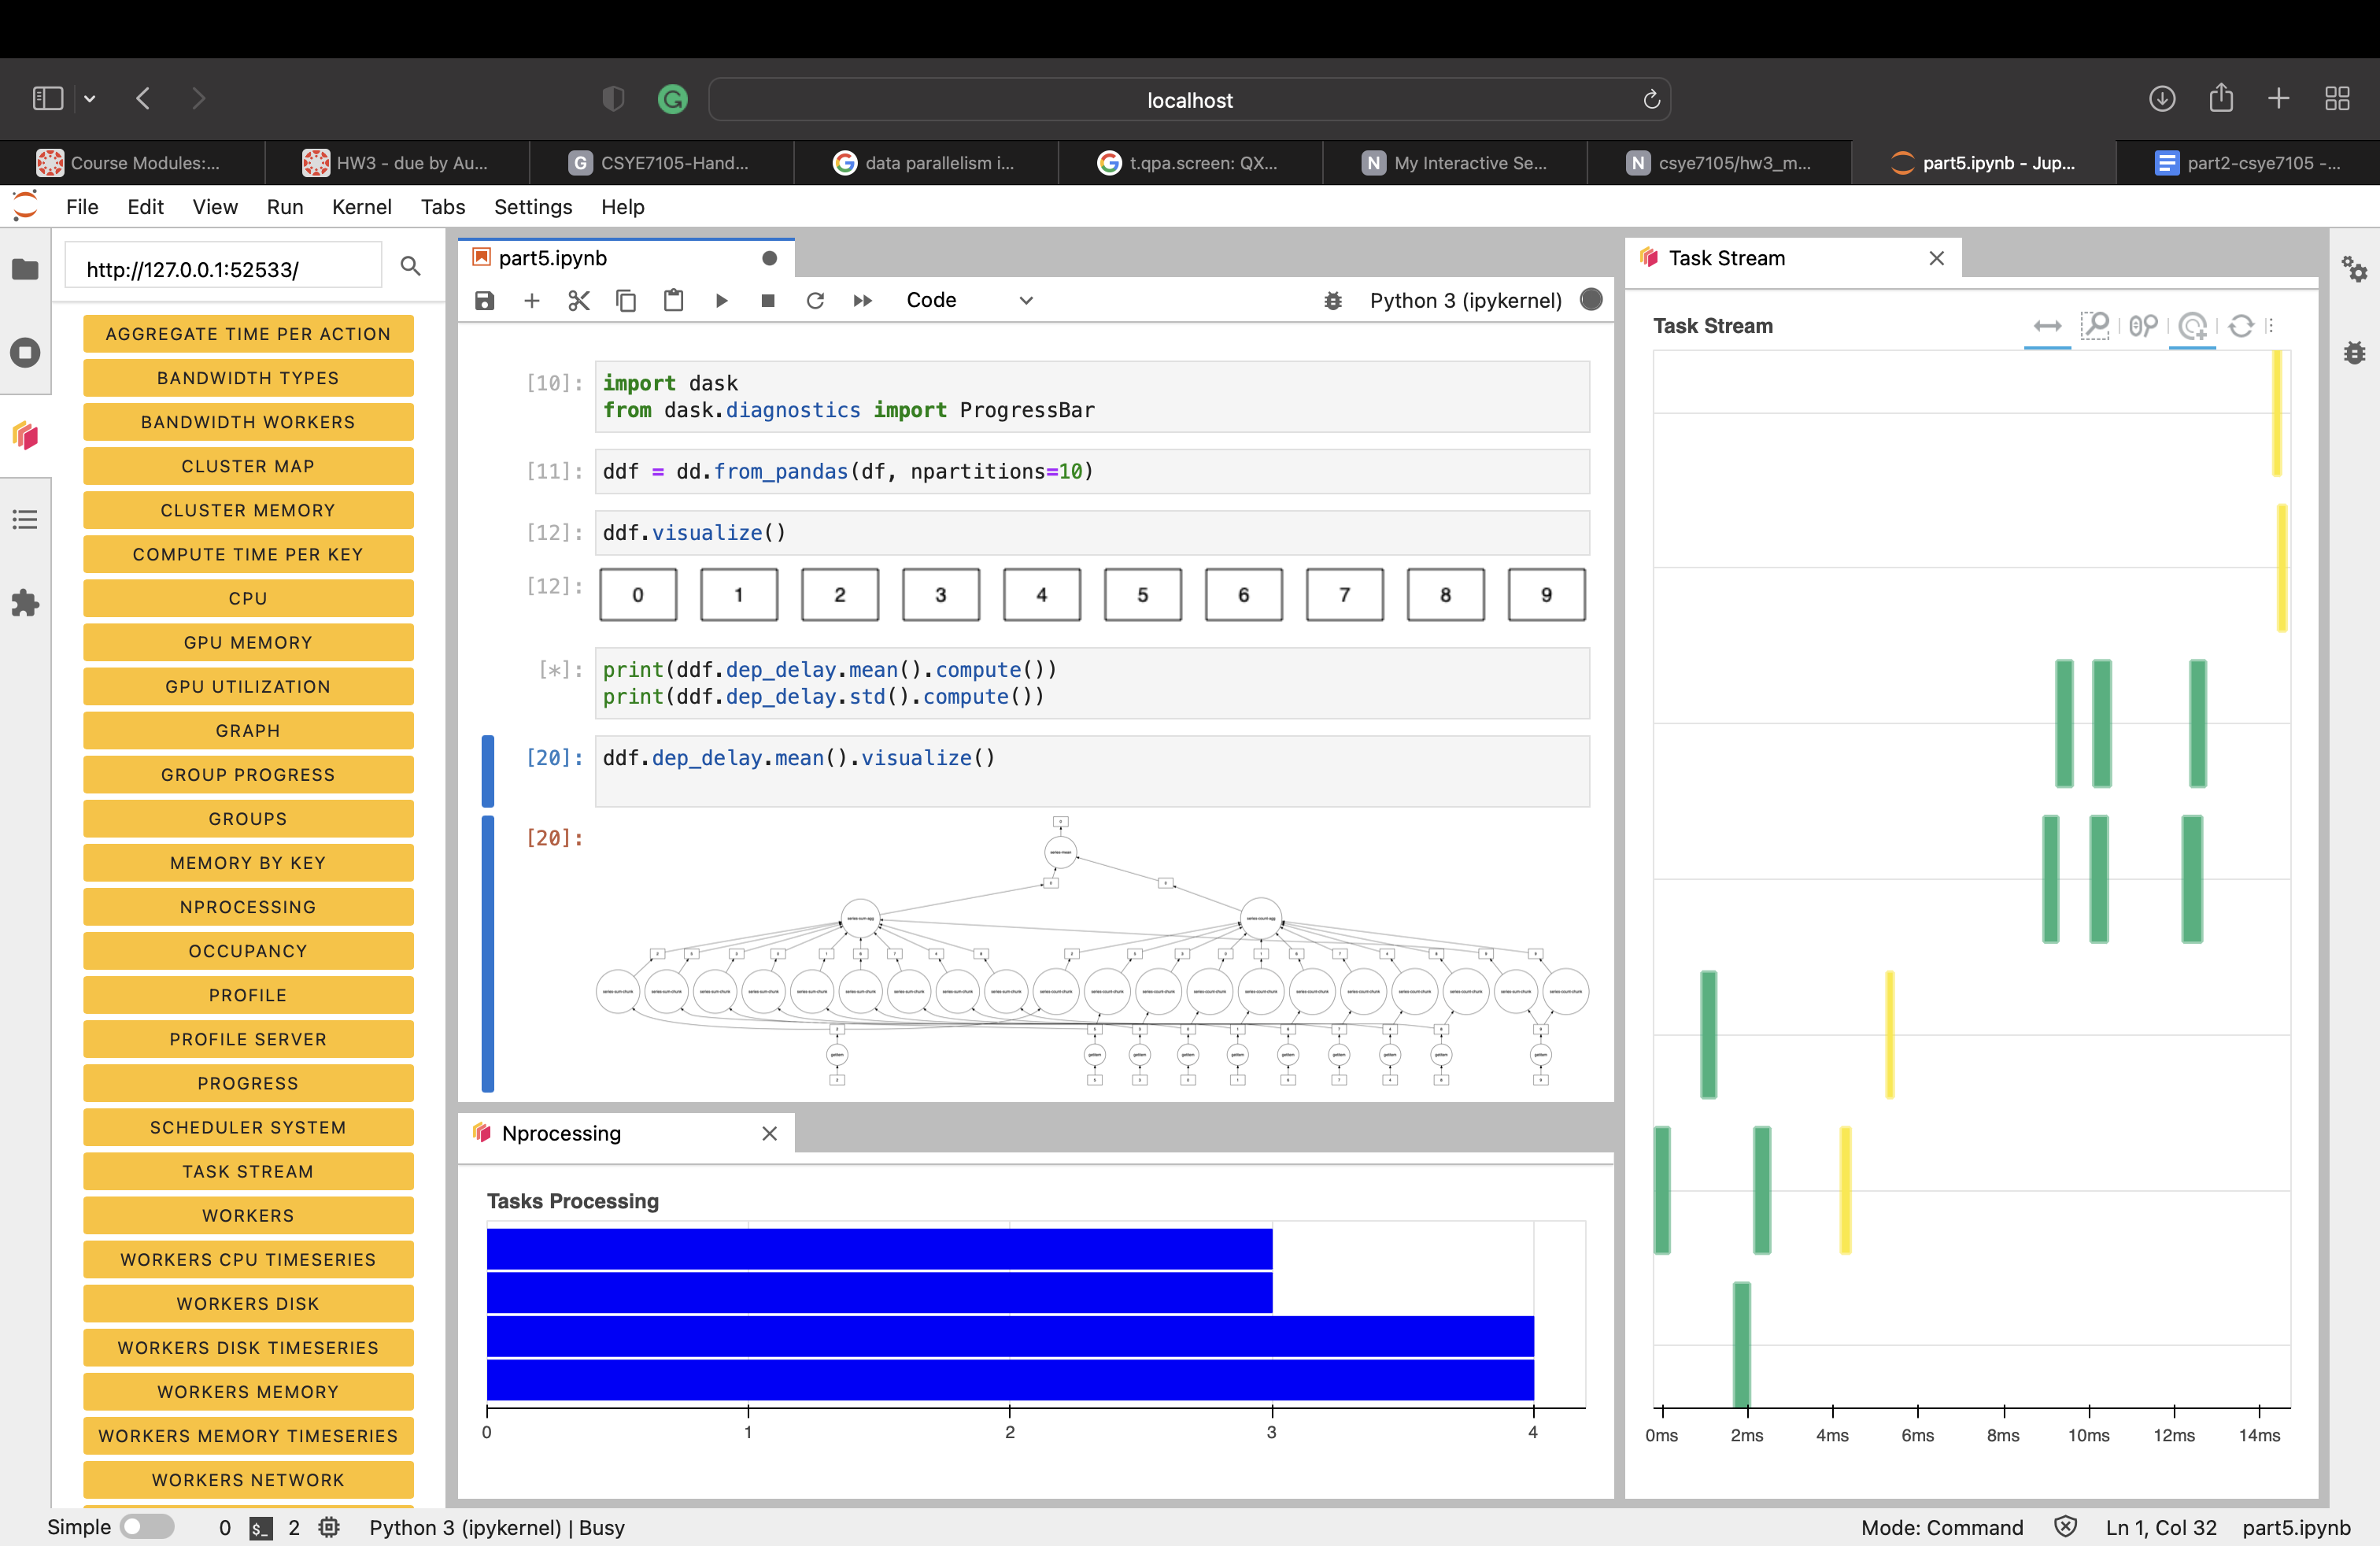 localhost
Course Modules:...
HW3 - due by Au...
CSYE7105-Hand...
data parallelism i...
t.qpa.screen: QX...
My Interactive Se...
csye7105/hw3_m...
part5.ipynb - Jup...
part2-csye7105 -...
File Edit View Run Kernel Tabs Settings Help
http://127.0.0.1:52533/
AGGREGATE TIME PER ACTION
BANDWIDTH TYPES
BANDWIDTH WORKERS
CLUSTER MAP
CLUSTER MEMORY
COMPUTE TIME PER KEY
CPU
GPU MEMORY
GPU UTILIZATION
GRAPH
GROUP PROGRESS
GROUPS
MEMORY BY KEY
NPROCESSING
OCCUPANCY
PROFILE
PROFILE SERVER
PROGRESS
SCHEDULER SYSTEM
TASK STREAM
WORKERS
WORKERS CPU TIMESERIES
WORKERS DISK
WORKERS DISK TIMESERIES
WORKERS MEMORY
WORKERS MEMORY TIMESERIES
WORKERS NETWORK
part5.ipynb
Code
Python 3 (ipykernel)
[10]: import dask
from dask.diagnostics import ProgressBar
[11]: ddf = dd.from_pandas(df, npartitions=10)
[12]: ddf.visualize()
[12]: 0 1 2 3 4 5 6 7 8 9
[*]: print(ddf.dep_delay.mean().compute())
print(ddf.dep_delay.std().compute())
[20]: ddf.dep_delay.mean().visualize()
[20]:
Nprocessing
Tasks Processing
0 1 2 3 4
Task Stream
Task Stream
0ms 2ms 4ms 6ms 8ms 10ms 12ms 14ms
Simple 0 $_ 2 Python 3 (ipykernel) | Busy
Mode: Command Ln 1, Col 32 part5.ipynb